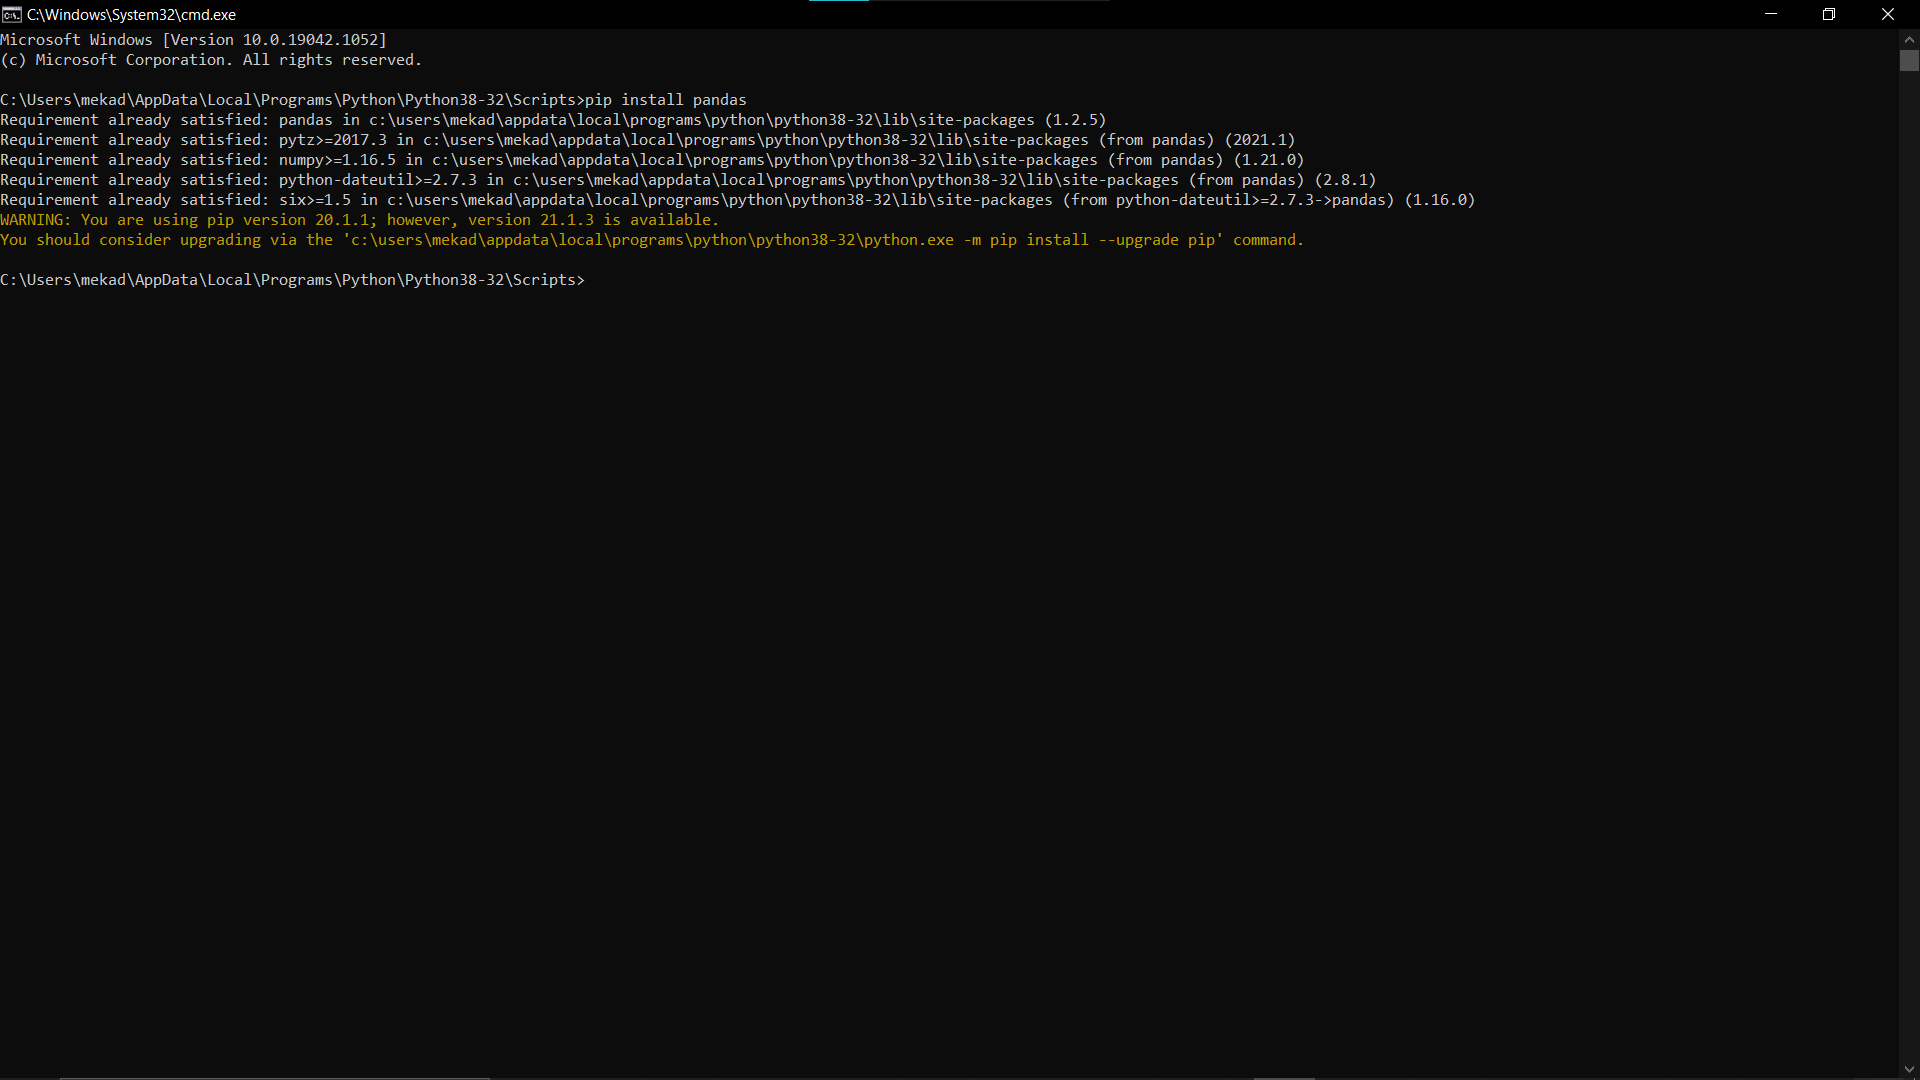 C:\Windows\System32\cmd.exe
Microsoft Windows [Version 10.0.19042.1052]
(c) Microsoft Corporation. All rights reserved.
C:\Users\mekad\AppData\Local\Programs\Python\Python38-32\Scripts>pip install pandas
Requirement already satisfied: pandas in c:\users\mekad\appdata\local\programs\python\python38-32\lib\site-packages (1.2.5)
Requirement already satisfied: pytz>=2017.3 in c:\users\mekad\appdata\local\programs\python\python38-32\lib\site-packages (from pandas) (2021.1)
Requirement already satisfied: numpy>=1.16.5 in c:\users\mekad\appdata\local\programs\python\python38-32\lib\site-packages (from pandas) (1.21.0)
Requirement already satisfied: python-dateutil>=2.7.3 in c:\users\mekad\appdata\local\programs\python\python38-32\lib\site-packages (from pandas) (2.8.1)
Requirement already satisfied: six>=1.5 in c:\users\mekad\appdata\local\programs\python\python38-32\lib\site-packages (from python-dateutil>=2.7.3->pandas) (1.16.0)
WARNING: You are using pip version 20.1.1; however, version 21.1.3 is available.
You should consider upgrading via the 'c:\users\mekad\appdata\local\programs\python\python38-32\python.exe -m pip install --upgrade pip' command.
C:\Users\mekad\AppData\Local\Programs\Python\Python38-32\Scripts>